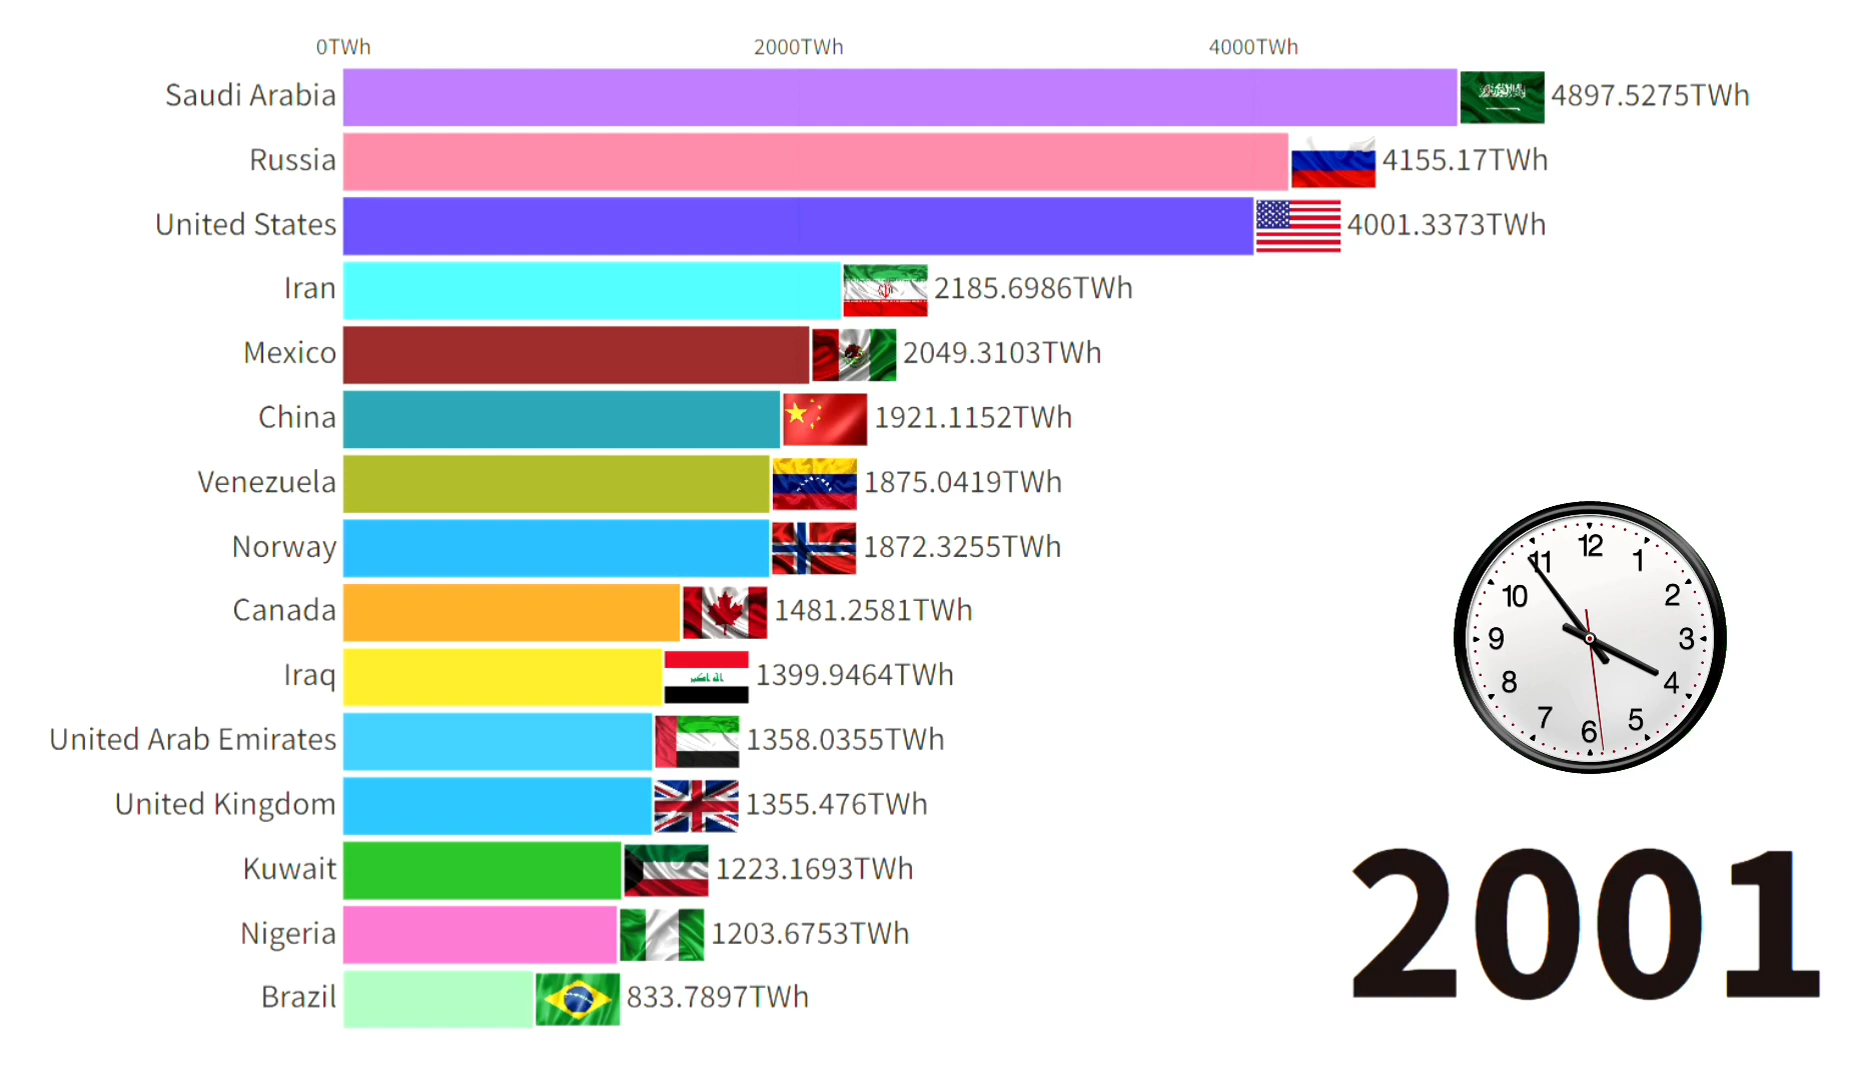 0TWh 2000TWh 4000TWh
Saudi Arabia 4897.5275TWh
Russia 4155.17TWh
United States 4001.3373TWh
Iran 2185.6986TWh
Mexico 2049.3103TWh
China 1921.1152TWh
Venezuela 1875.0419TWh
Norway 1872.3255TWh
Canada 1481.2581TWh
Iraq 1399.9464TWh
United Arab Emirates 1358.0355TWh
United Kingdom 1355.476TWh
Kuwait 1223.1693TWh
Nigeria 1203.6753TWh
Brazil 833.7897TWh
12
11 1
10 2
9 3
8 4
7 5
6
2001